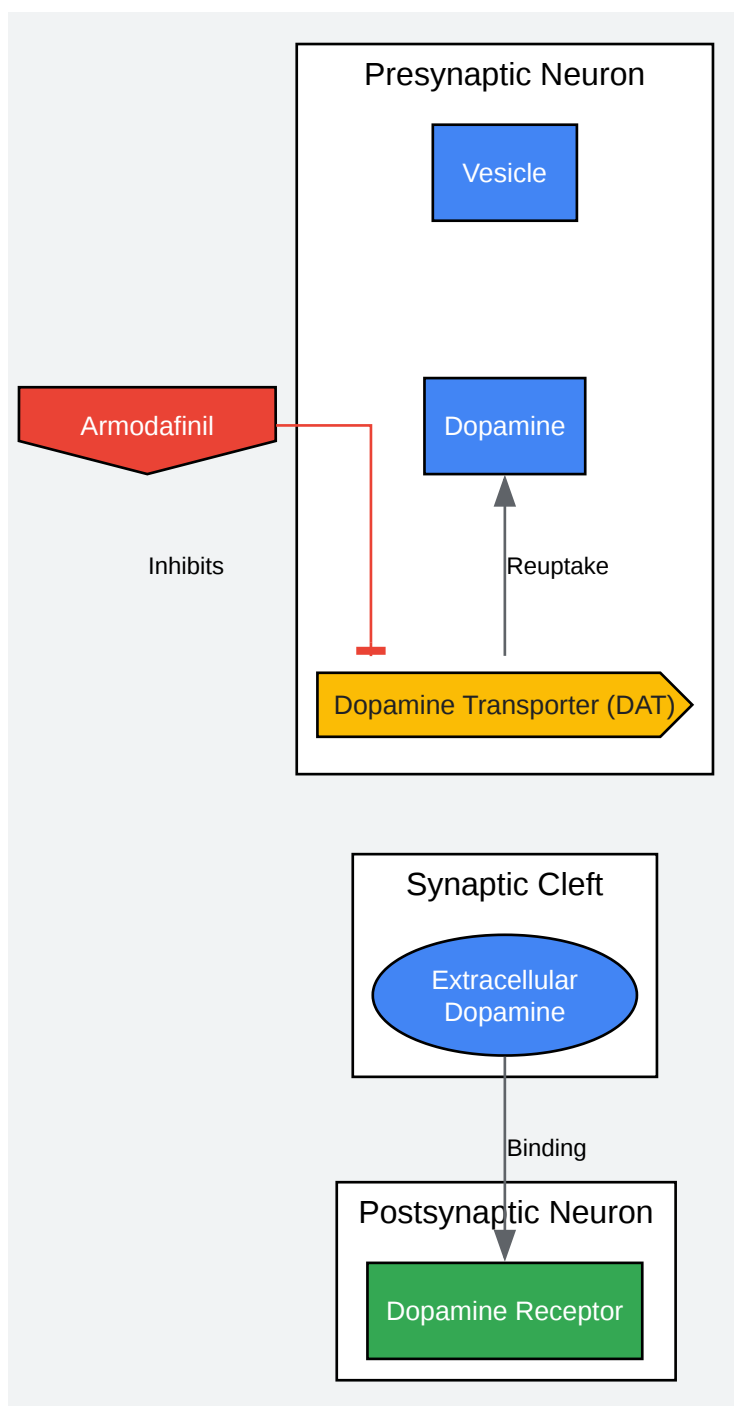 Presynaptic Neuron
Vesicle
Armodafinil
Dopamine
Inhibits
Reuptake
Dopamine Transporter (DAT)
Synaptic Cleft
Extracellular
Dopamine
Binding
Postsynaptic Neuron
Dopamine Receptor